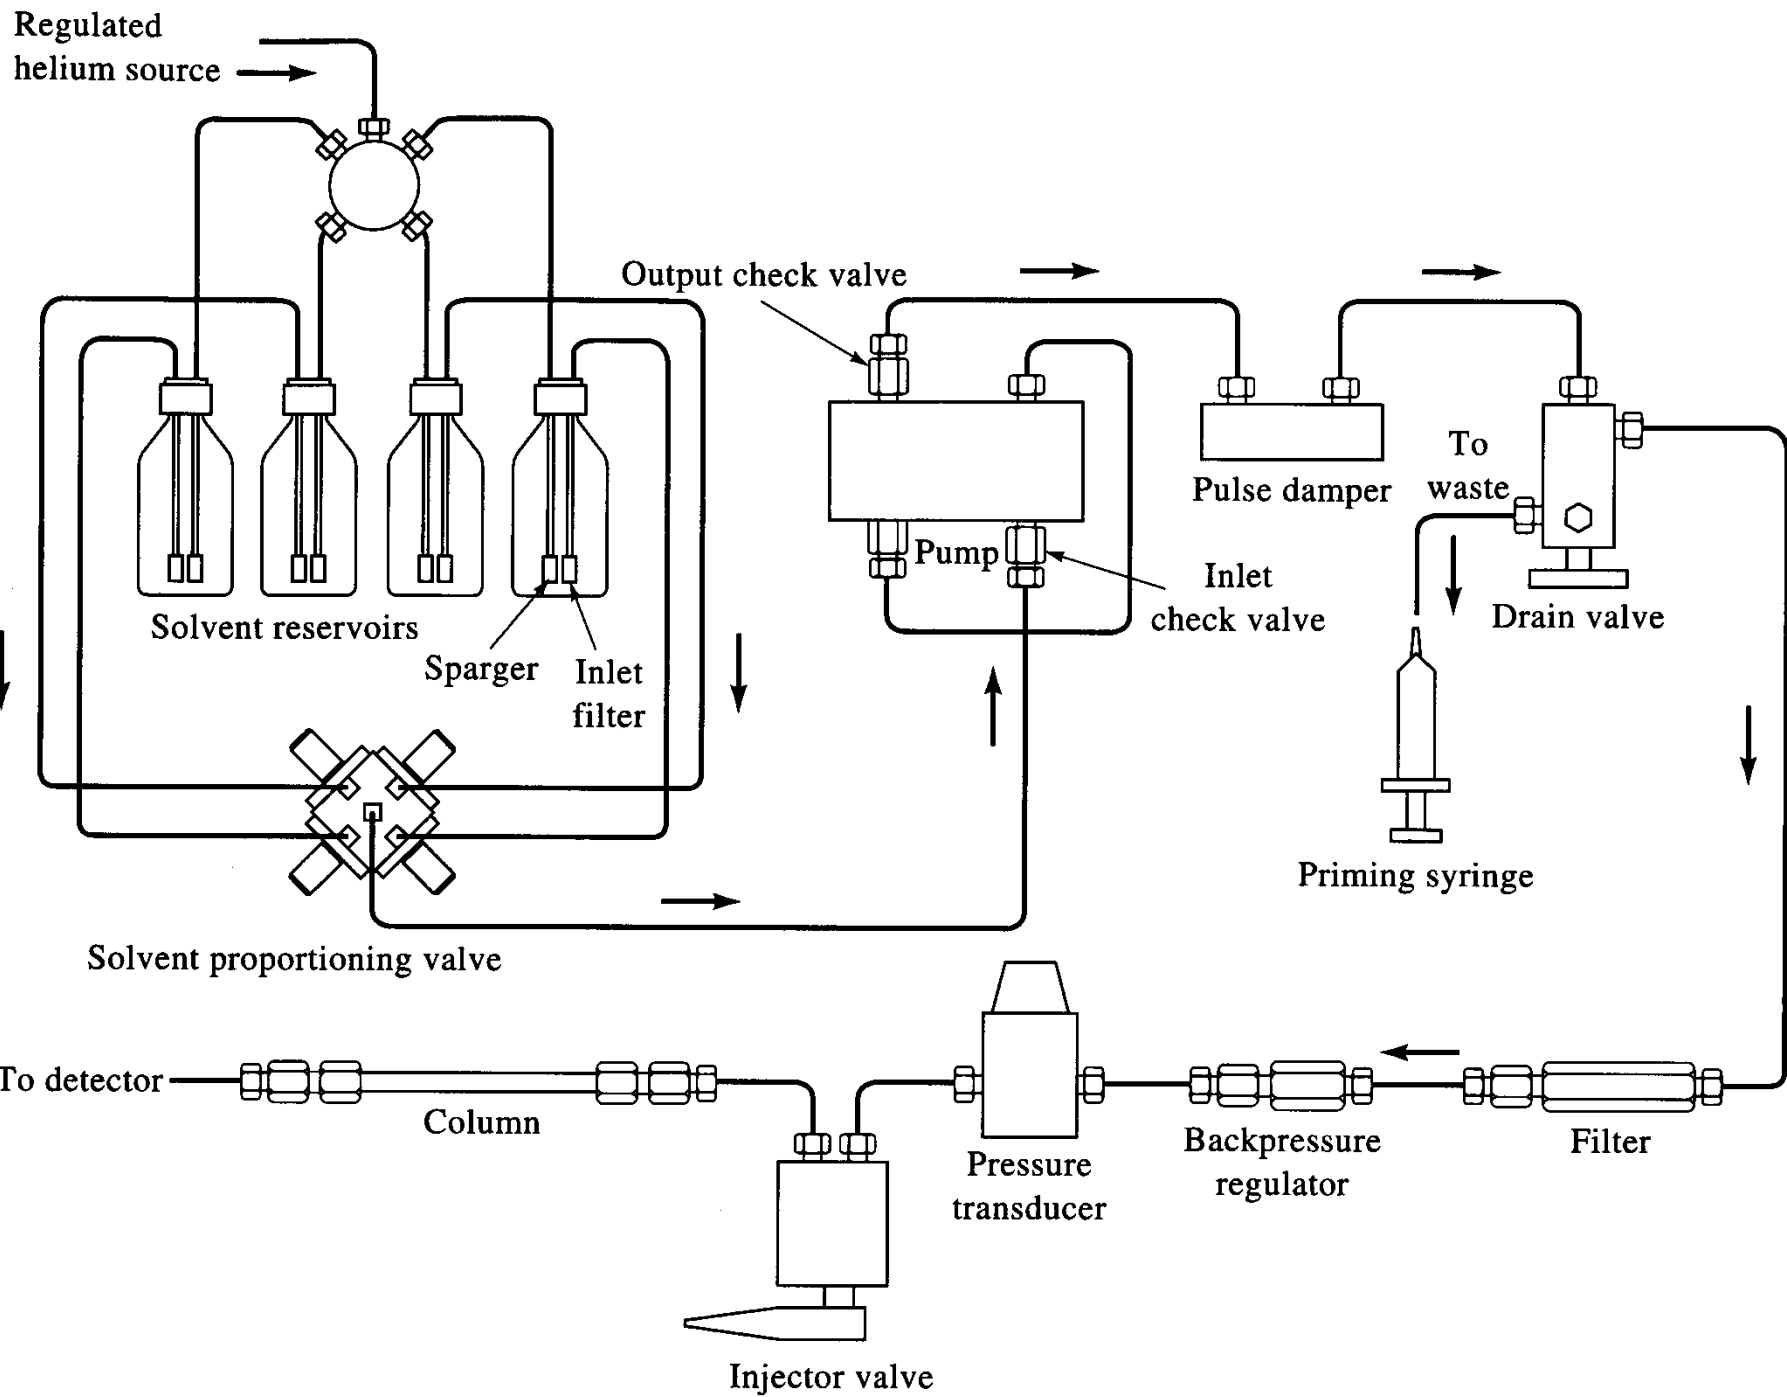 Regulated
helium source
Output check valve
To
waste
Pulse damper
Pump
Inlet
check valve
Drain valve
Solvent reservoirs
Sparger
Inlet
filter
Priming syringe
Solvent proportioning valve
To detector
Column
Pressure
transducer
Backpressure
regulator
Filter
Injector valve